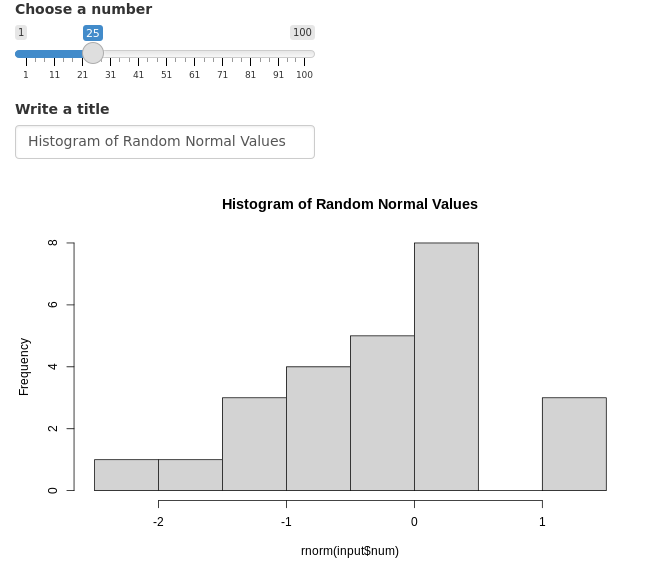 Choose a number
1 25 100
1 11 21 31 41 51 61 71 81 91 100
Write a title
Histogram of Random Normal Values
Histogram of Random Normal Values
8
6
4
2
0
Frequency
-2 -1 0 1
rnorm(input$num)